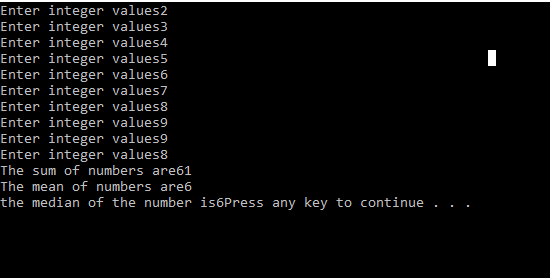 Enter integer values2
Enter integer values3
Enter integer values4
Enter integer values5
Enter integer values6
Enter integer values7
Enter integer values8
Enter integer values9
Enter integer values9
Enter integer values8
The sum of numbers are61
The mean of numbers are6
the median of the number is6Press any key to continue . . .